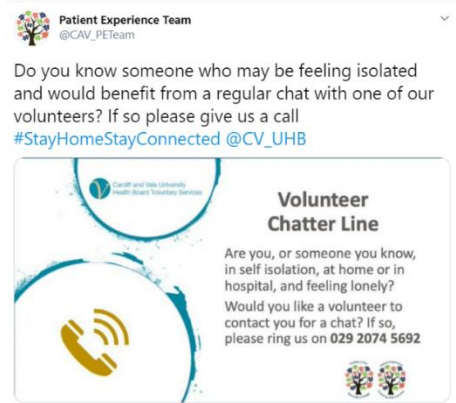 Patient Experience Team
@CAV_PETeam
Do you know someone who may be feeling isolated
and would benefit from a regular chat with one of our
volunteers? If so please give us a call
#StayHomeStayConnected @CV_UHB
Cardiff and Vale University
Health Board Voluntary Services
Volunteer
Chatter Line
Are you, or someone you know,
in self isolation, at home or in
hospital, and feeling lonely?
Would you like a volunteer to
contact you for a chat? If so,
please ring us on 029 2074 5692